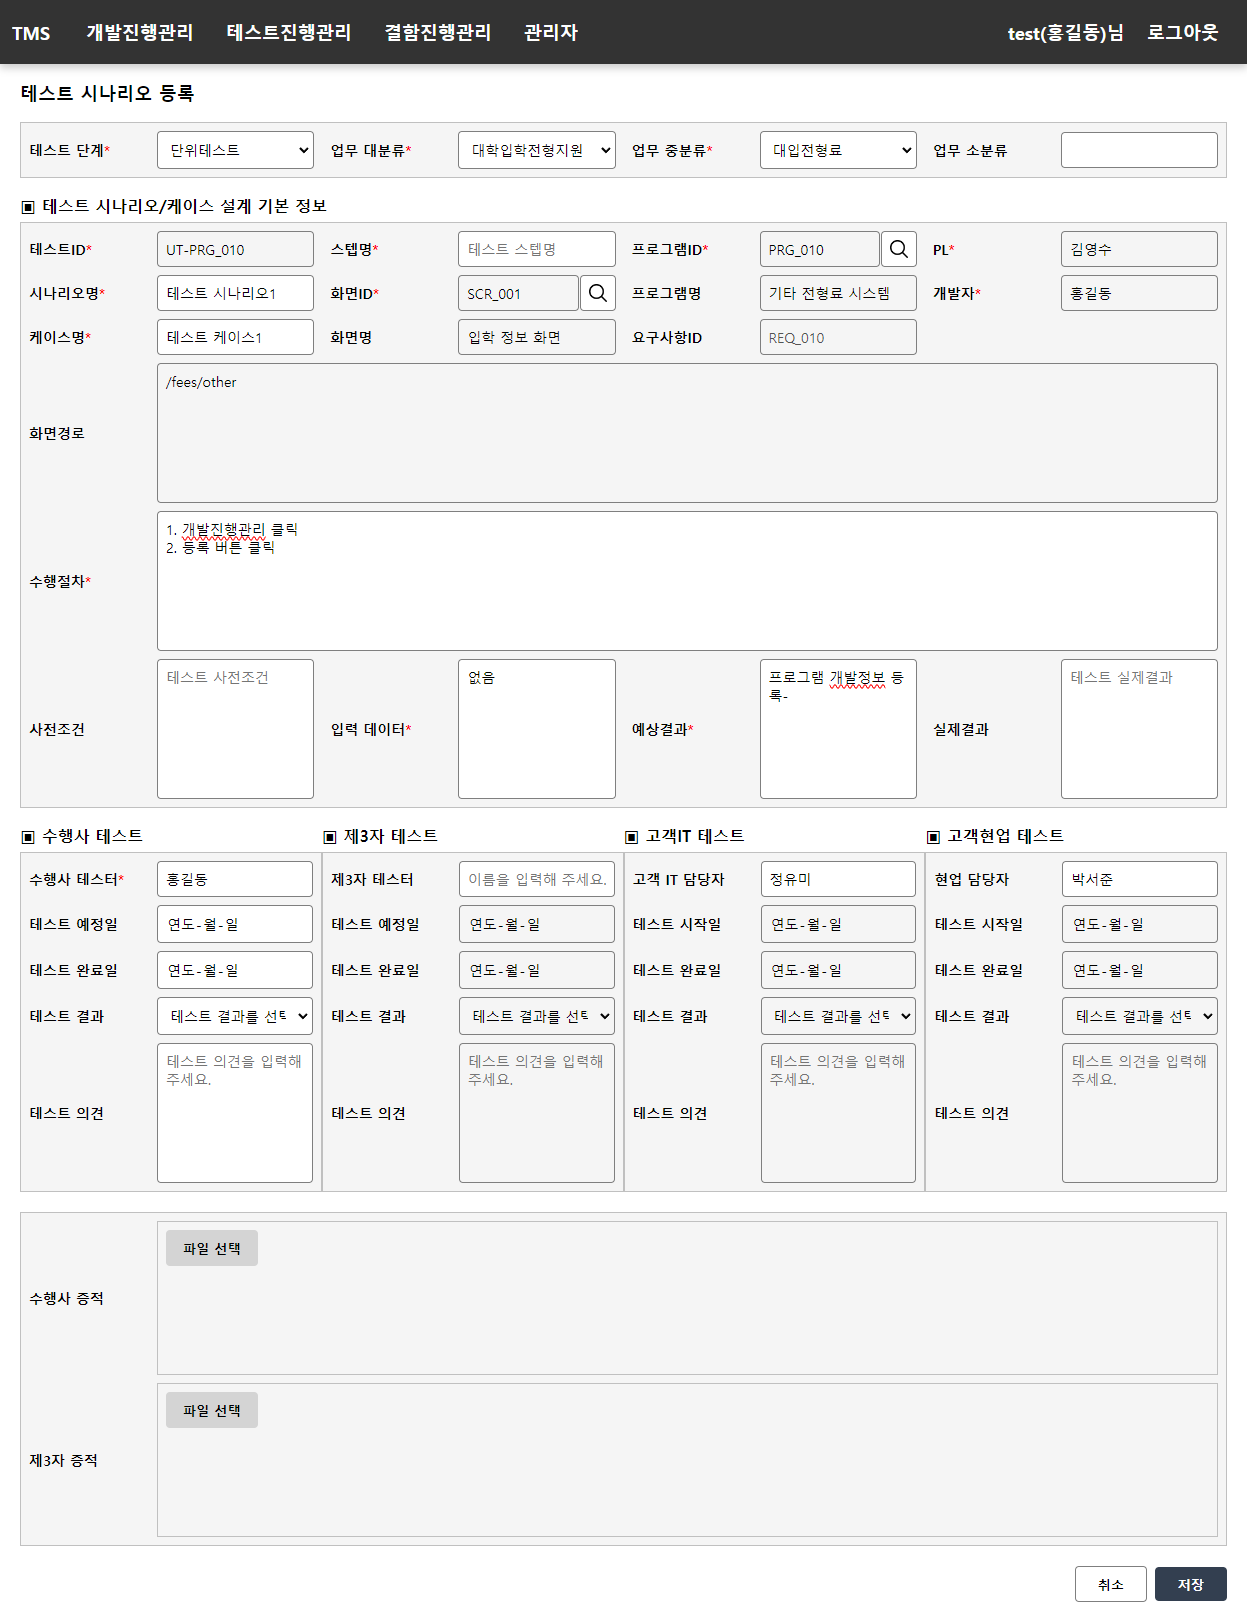 TMS 개발진행관리 테스트진행관리 결함진행관리 관리자 test(홍길동)님 로그아웃
테스트 시나리오 등록
테스트 단계* 단위테스트 업무 대분류* 대학입학전형지원 업무 중분류* 대입전형료 업무 소분류
▣ 테스트 시나리오/케이스 설계 기본 정보
테스트ID* UT-PRG_010 스텝명* 테스트 스텝명 프로그램ID* PRG_010 PL* 김영수
시나리오명* 테스트 시나리오1 화면ID* SCR_001 프로그램명 기타 전형료 시스템 개발자* 홍길동
케이스명* 테스트 케이스1 화면명 입학 정보 화면 요구사항ID REQ_010
화면경로 /fees/other
수행절차* 1. 개발진행관리 클릭
2. 등록 버튼 클릭
사전조건 테스트 사전조건 입력 데이터* 없음 예상결과* 프로그램 개발정보 등
록-
실제결과 테스트 실제결과
▣ 수행사 테스트 ▣ 제3자 테스트 ▣ 고객IT 테스트 ▣ 고객현업 테스트
수행사 테스터* 홍길동 제3자 테스터 이름을 입력해 주세요. 고객 IT 담당자 정유미 현업 담당자 박서준
테스트 예정일 연도-월-일 테스트 예정일 연도-월-일 테스트 시작일 연도-월-일 테스트 시작일 연도-월-일
테스트 완료일 연도-월-일 테스트 완료일 연도-월-일 테스트 완료일 연도-월-일 테스트 완료일 연도-월-일
테스트 결과 테스트 결과를 선택 테스트 결과 테스트 결과를 선택 테스트 결과 테스트 결과를 선택 테스트 결과 테스트 결과를 선택
테스트 의견 테스트 의견을 입력해
주세요.
테스트 의견 테스트 의견을 입력해
주세요.
테스트 의견 테스트 의견을 입력해
주세요.
테스트 의견 테스트 의견을 입력해
주세요.
수행사 증적 파일 선택
제3자 증적 파일 선택
취소 저장